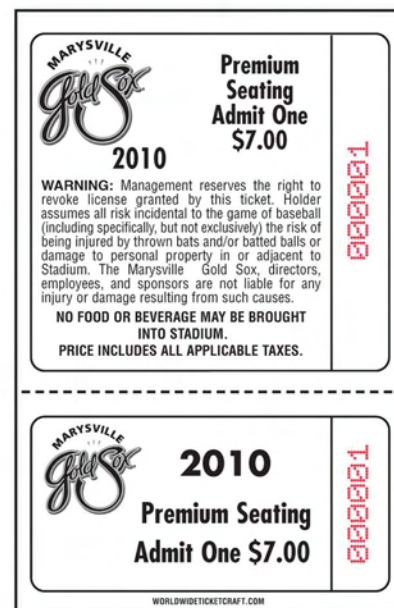 MARYSVILLE
Gold Sox
2010
Premium
Seating
Admit One
$7.00
000001
WARNING: Management reserves the right to
revoke license granted by this ticket. Holder
assumes all risk incidental to the game of baseball
(including specifically, but not exclusively) the risk of
being injured by thrown bats and/or batted balls or
damage to personal property in or adjacent to
Stadium. The Marysville Gold Sox, directors,
employees, and sponsors are not liable for any
injury or damage resulting from such causes.
NO FOOD OR BEVERAGE MAY BE BROUGHT
INTO STADIUM.
PRICE INCLUDES ALL APPLICABLE TAXES.
MARYSVILLE
Gold Sox
2010
Premium Seating
Admit One $7.00
000001
WORLDWIDETICKETCRAFT.COM